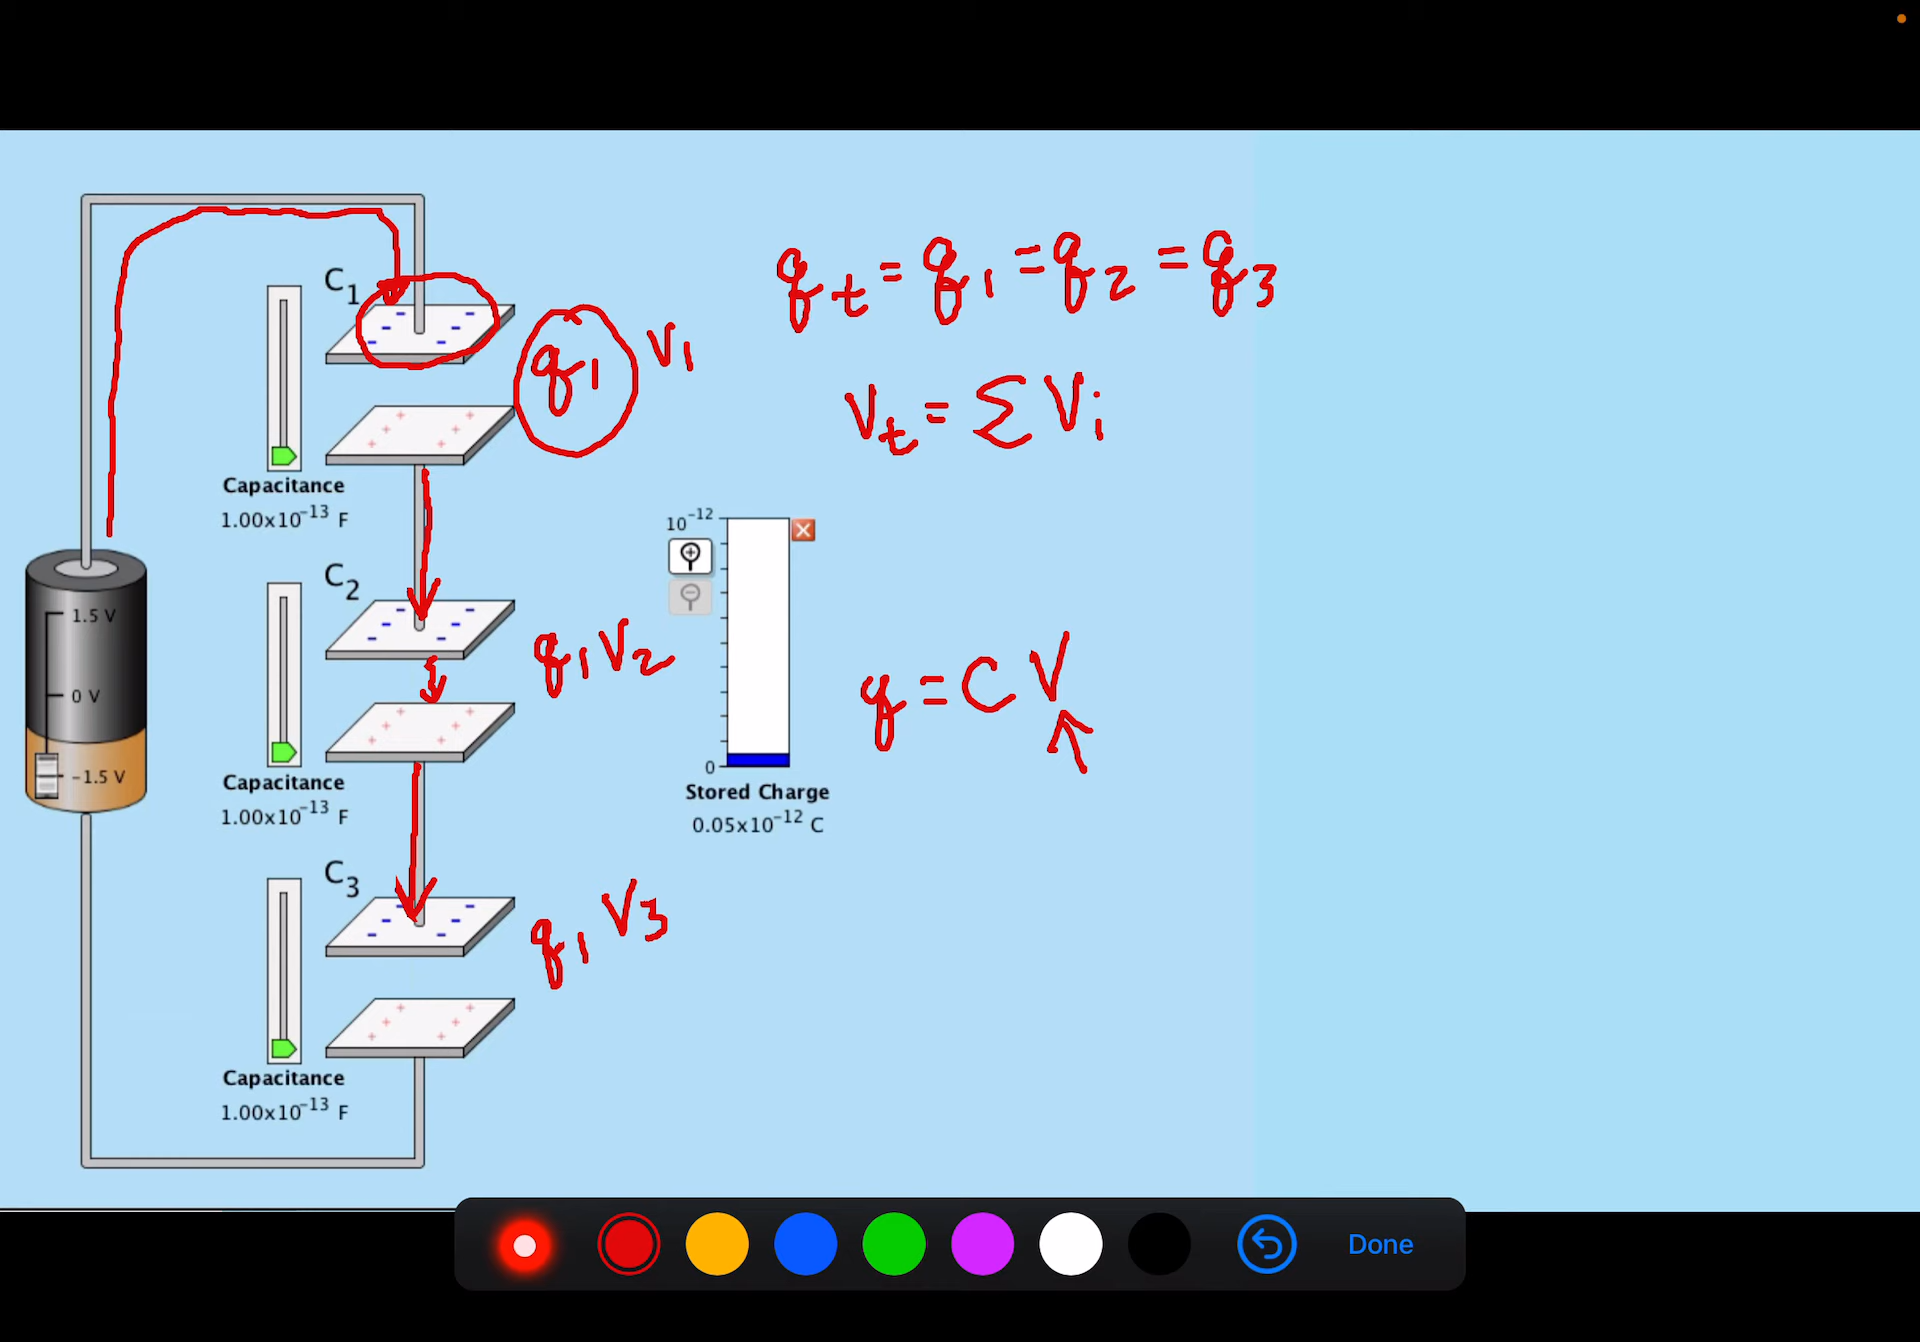 C1
q1 V1
qt = q1 = q2 = q3
Vt = Σ Vi
Capacitance
1.00x10⁻¹³ F
10⁻¹²
C2
1.5 V
0 V
-1.5 V
q1 V2
q = C V
0
Stored Charge
0.05x10⁻¹² C
Capacitance
1.00x10⁻¹³ F
C3
q1 V3
Capacitance
1.00x10⁻¹³ F
Done